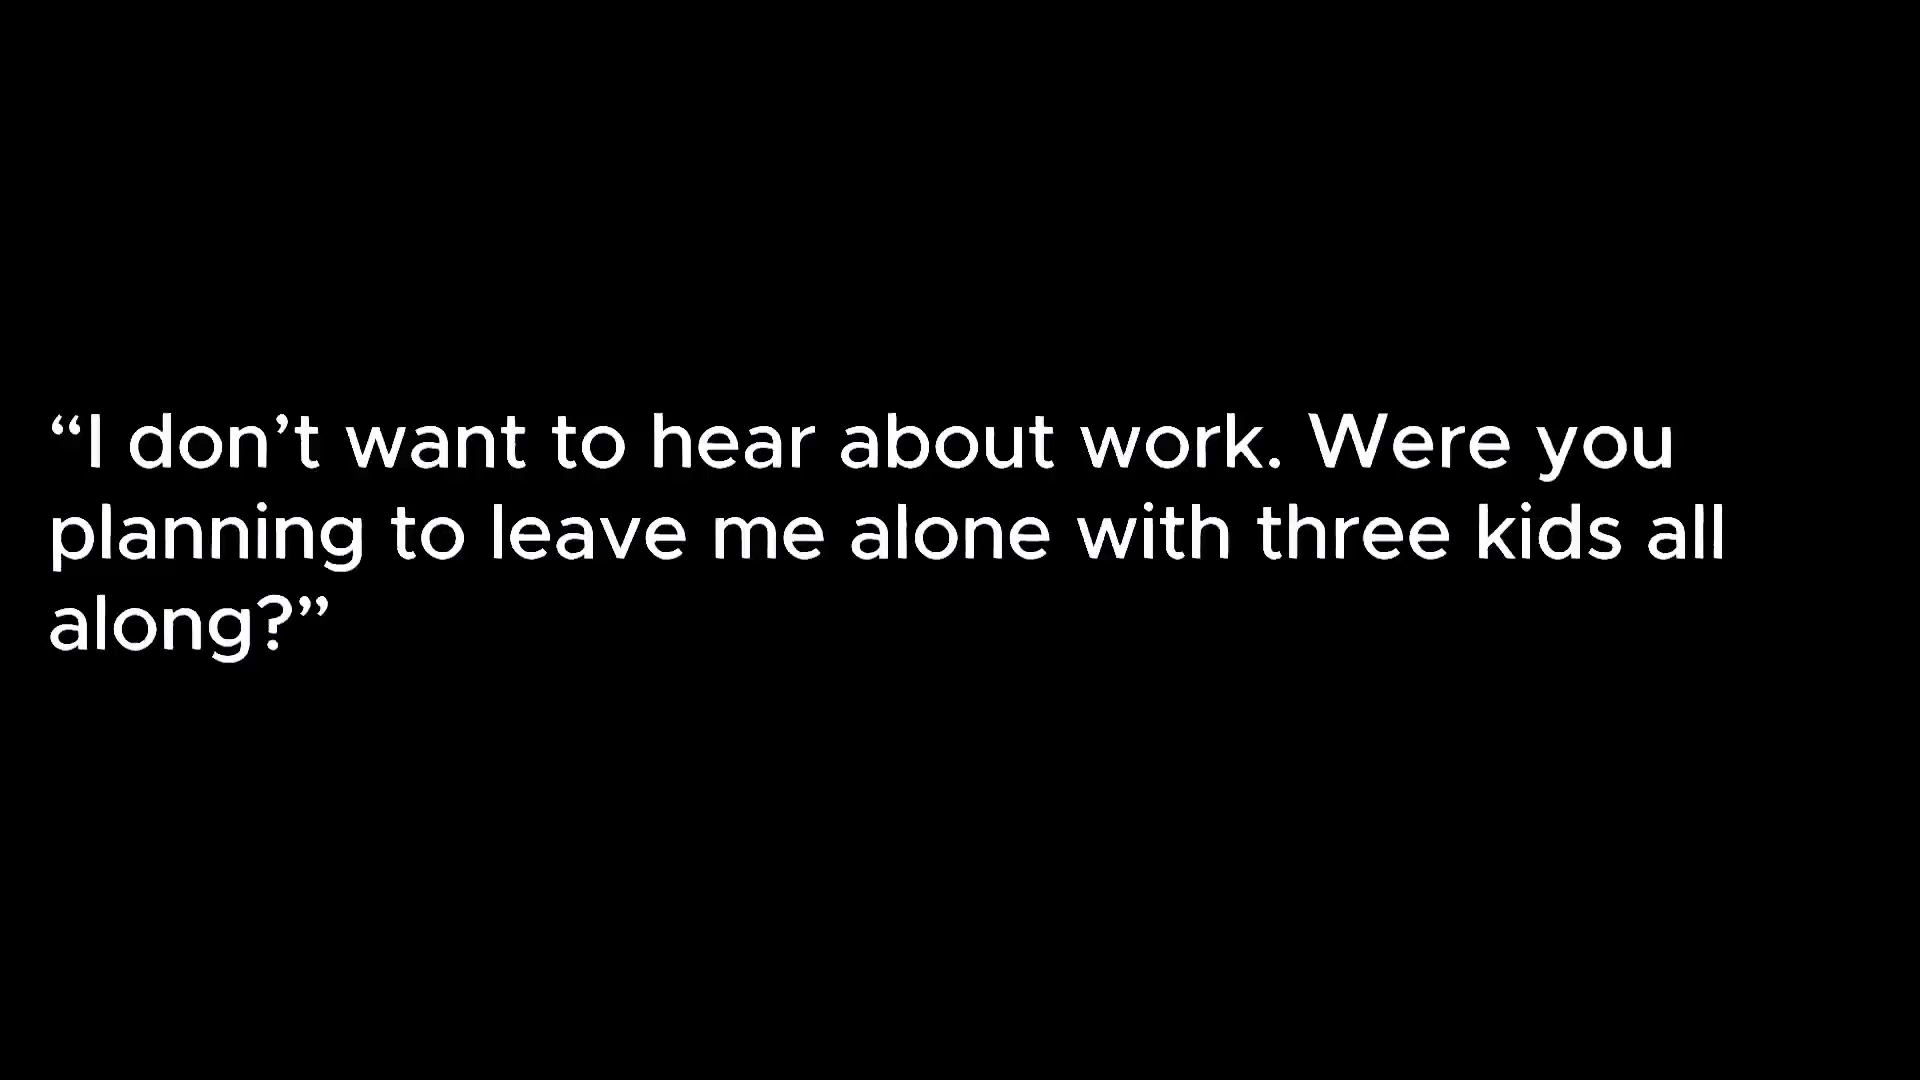 “I don’t want to hear about work. Were you
planning to leave me alone with three kids all
along?”